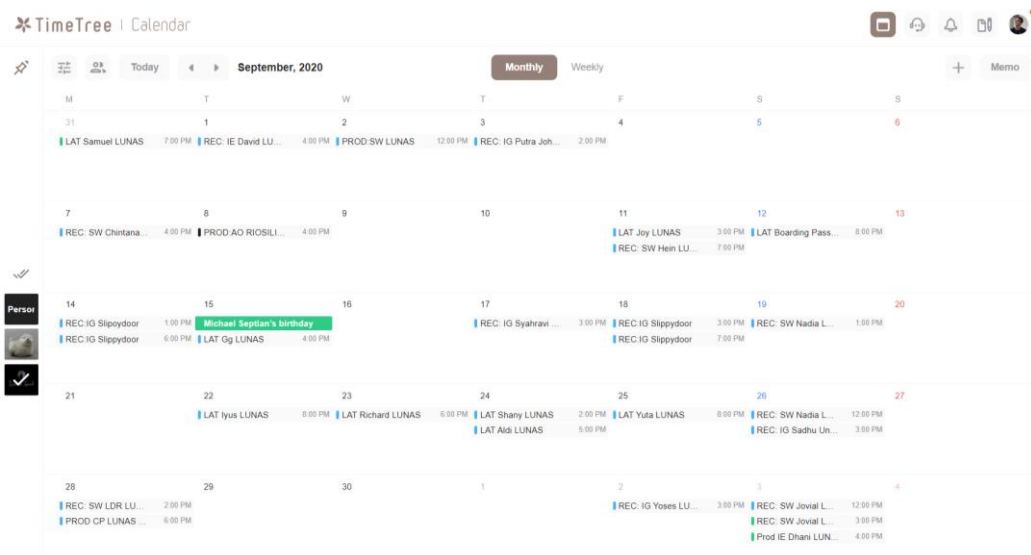 TimeTree | Calendar
Today
September, 2020
Monthly
Weekly
Memo
M T W T F S S
31 1 2 3 4 5 6
LAT Samuel LUNAS 7:00 PM REC: IE David LU... 4:00 PM PROD:SW LUNAS 12:00 PM REC: IG Putra Joh... 2:00 PM
7 8 9 10 11 12 13
REC: SW Chintana... 4:00 PM PROD:AO RIOSILI... 4:00 PM LAT Joy LUNAS 3:00 PM LAT Boarding Pass... 8:00 PM
REC: SW Hein LU... 7:00 PM
Person
14 15 16 17 18 19 20
REC:IG Slipoydoor 1:00 PM Michael Septian's birthday REC: IG Syahravi ... 3:00 PM REC:IG Slippydoor 3:00 PM REC: SW Nadia L... 1:00 PM
REC:IG Slippydoor 6:00 PM LAT Gg LUNAS 4:00 PM REC:IG Slippydoor 7:00 PM
21 22 23 24 25 26 27
LAT Iyus LUNAS 8:00 PM LAT Richard LUNAS 6:00 PM LAT Shany LUNAS 2:00 PM LAT Yuta LUNAS 8:00 PM REC: SW Nadia L... 12:00 PM
LAT Aldi LUNAS 5:00 PM REC: IG Sadhu Un... 3:00 PM
28 29 30 1 2 3 4
REC: SW LDR LU... 2:00 PM REC: IG Yoses LU... 3:00 PM REC: SW Jovial L... 12:00 PM
PROD CP LUNAS ... 6:00 PM REC: SW Jovial L... 3:00 PM
Prod IE Dhani LUN... 4:00 PM